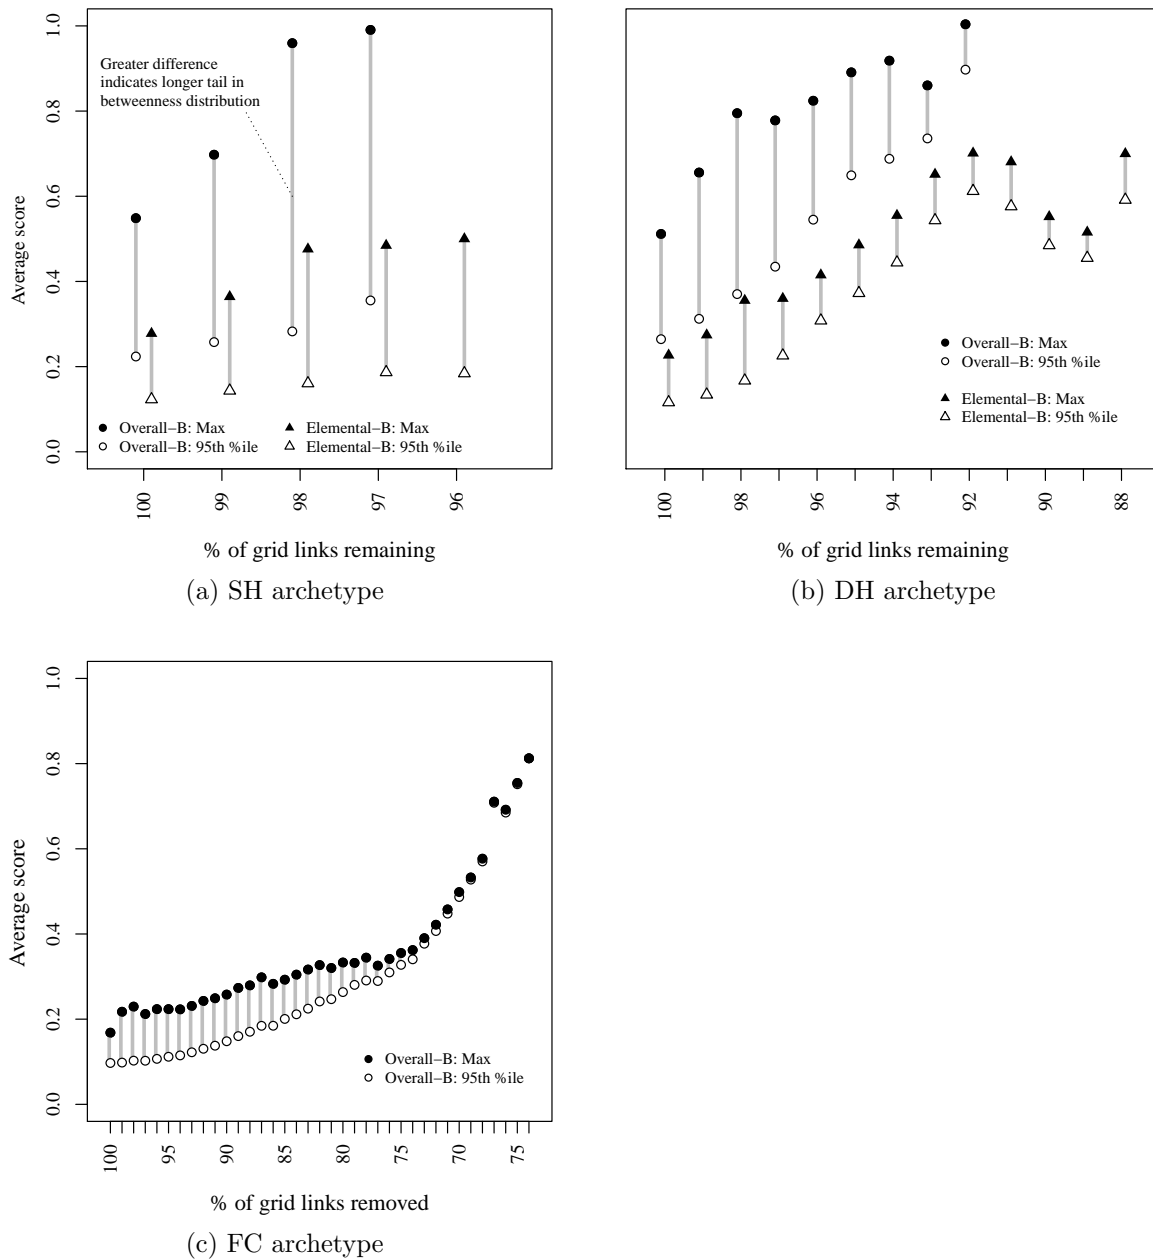 1.0
0.8
0.6
0.4
0.2
0.0
Average score
Greater difference
indicates longer tail in
betweenness distribution
Overall−B: Max
Overall−B: 95th %ile
Elemental−B: Max
Elemental−B: 95th %ile
100
99
98
97
96
% of grid links remaining
(a) SH archetype
1.0
0.8
0.6
0.4
0.2
0.0
Overall−B: Max
Overall−B: 95th %ile
Elemental−B: Max
Elemental−B: 95th %ile
100
98
96
94
92
90
88
% of grid links remaining
(b) DH archetype
1.0
0.8
0.6
0.4
0.2
0.0
Average score
Overall−B: Max
Overall−B: 95th %ile
100
95
90
85
80
75
70
75
% of grid links removed
(c) FC archetype